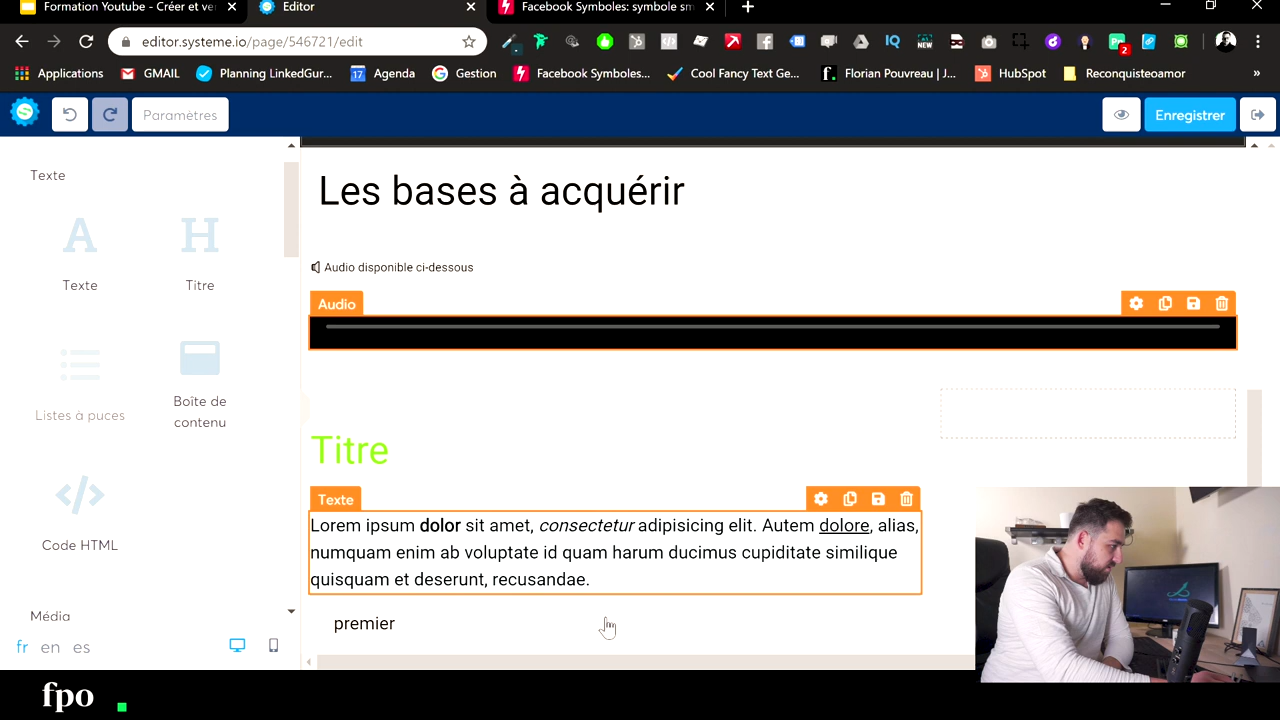 Formation Youtube - Créer et ve
Editor
Facebook Symboles: symbole sm
editor.systeme.io/page/546721/edit
IQ
NEW
2
Applications
GMAIL
Planning LinkedGur...
Agenda
Gestion
Facebook Symboles...
Cool Fancy Text Ge...
Florian Pouvreau | J...
HubSpot
Reconquisteoamor
»
Paramètres
Enregistrer
Texte
A
Texte
H
Titre
Listes à puces
Boîte de
contenu
Code HTML
Média
fr en es
Les bases à acquérir
Audio disponible ci-dessous
Audio
Titre
Texte
Lorem ipsum dolor sit amet, consectetur adipisicing elit. Autem dolore, alias,
numquam enim ab voluptate id quam harum ducimus cupiditate similique
quisquam et deserunt, recusandae.
premier
fpo